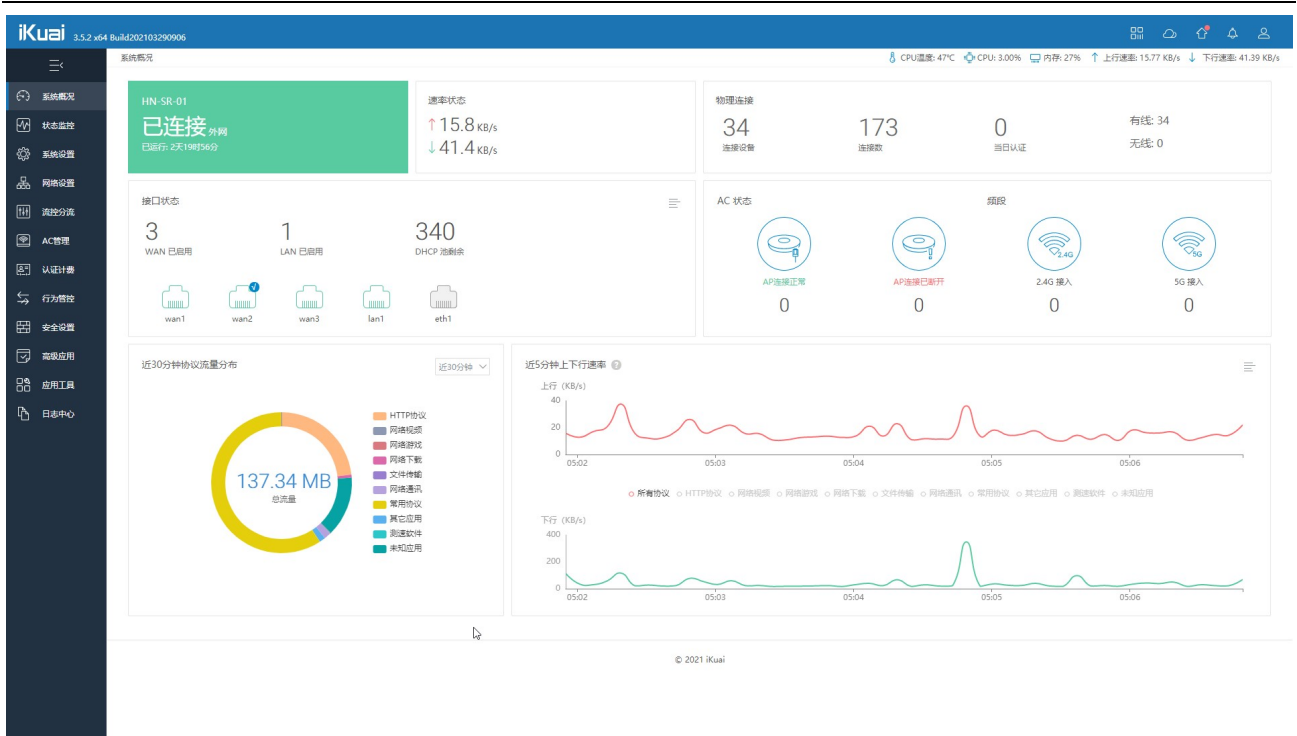 iKuai 3.5.2 x64 Build202103290906
系统概况
CPU温度: 47℃ CPU: 3.00% 内存: 27% ↑ 上行速率: 15.77 KB/s ↓ 下行速率: 41.39 KB/s
系统概况
状态监控
系统设置
网络设置
流控分流
AC管理
认证计费
行为管控
安全设置
高级应用
应用工具
日志中心
HN-SR-01
已连接 外网
已运行: 2天19时56分
速率状态
↑ 15.8 KB/s
↓ 41.4 KB/s
物理连接
34
连接设备
173
连接数
0
当日认证
有线: 34
无线: 0
接口状态
3
WAN 已启用
1
LAN 已启用
340
DHCP 池剩余
wan1 wan2 wan3 lan1 eth1
AC 状态
频段
2.4G
5G
AP连接正常 AP连接已断开 2.4G 接入 5G 接入
0 0 0 0
近30分钟协议流量分布
近30分钟
137.34 MB
总流量
HTTP协议
网络视频
网络游戏
网络下载
文件传输
网络通讯
常用协议
其它应用
测速软件
未知应用
近5分钟上下行速率 ?
上行 (KB/s)
40
20
0
05:02 05:03 05:04 05:05 05:06
所有协议 HTTP协议 网络视频 网络游戏 网络下载 文件传输 网络通讯 常用协议 其它应用 测速软件 未知应用
下行 (KB/s)
400
200
0
05:02 05:03 05:04 05:05 05:06
© 2021 iKuai